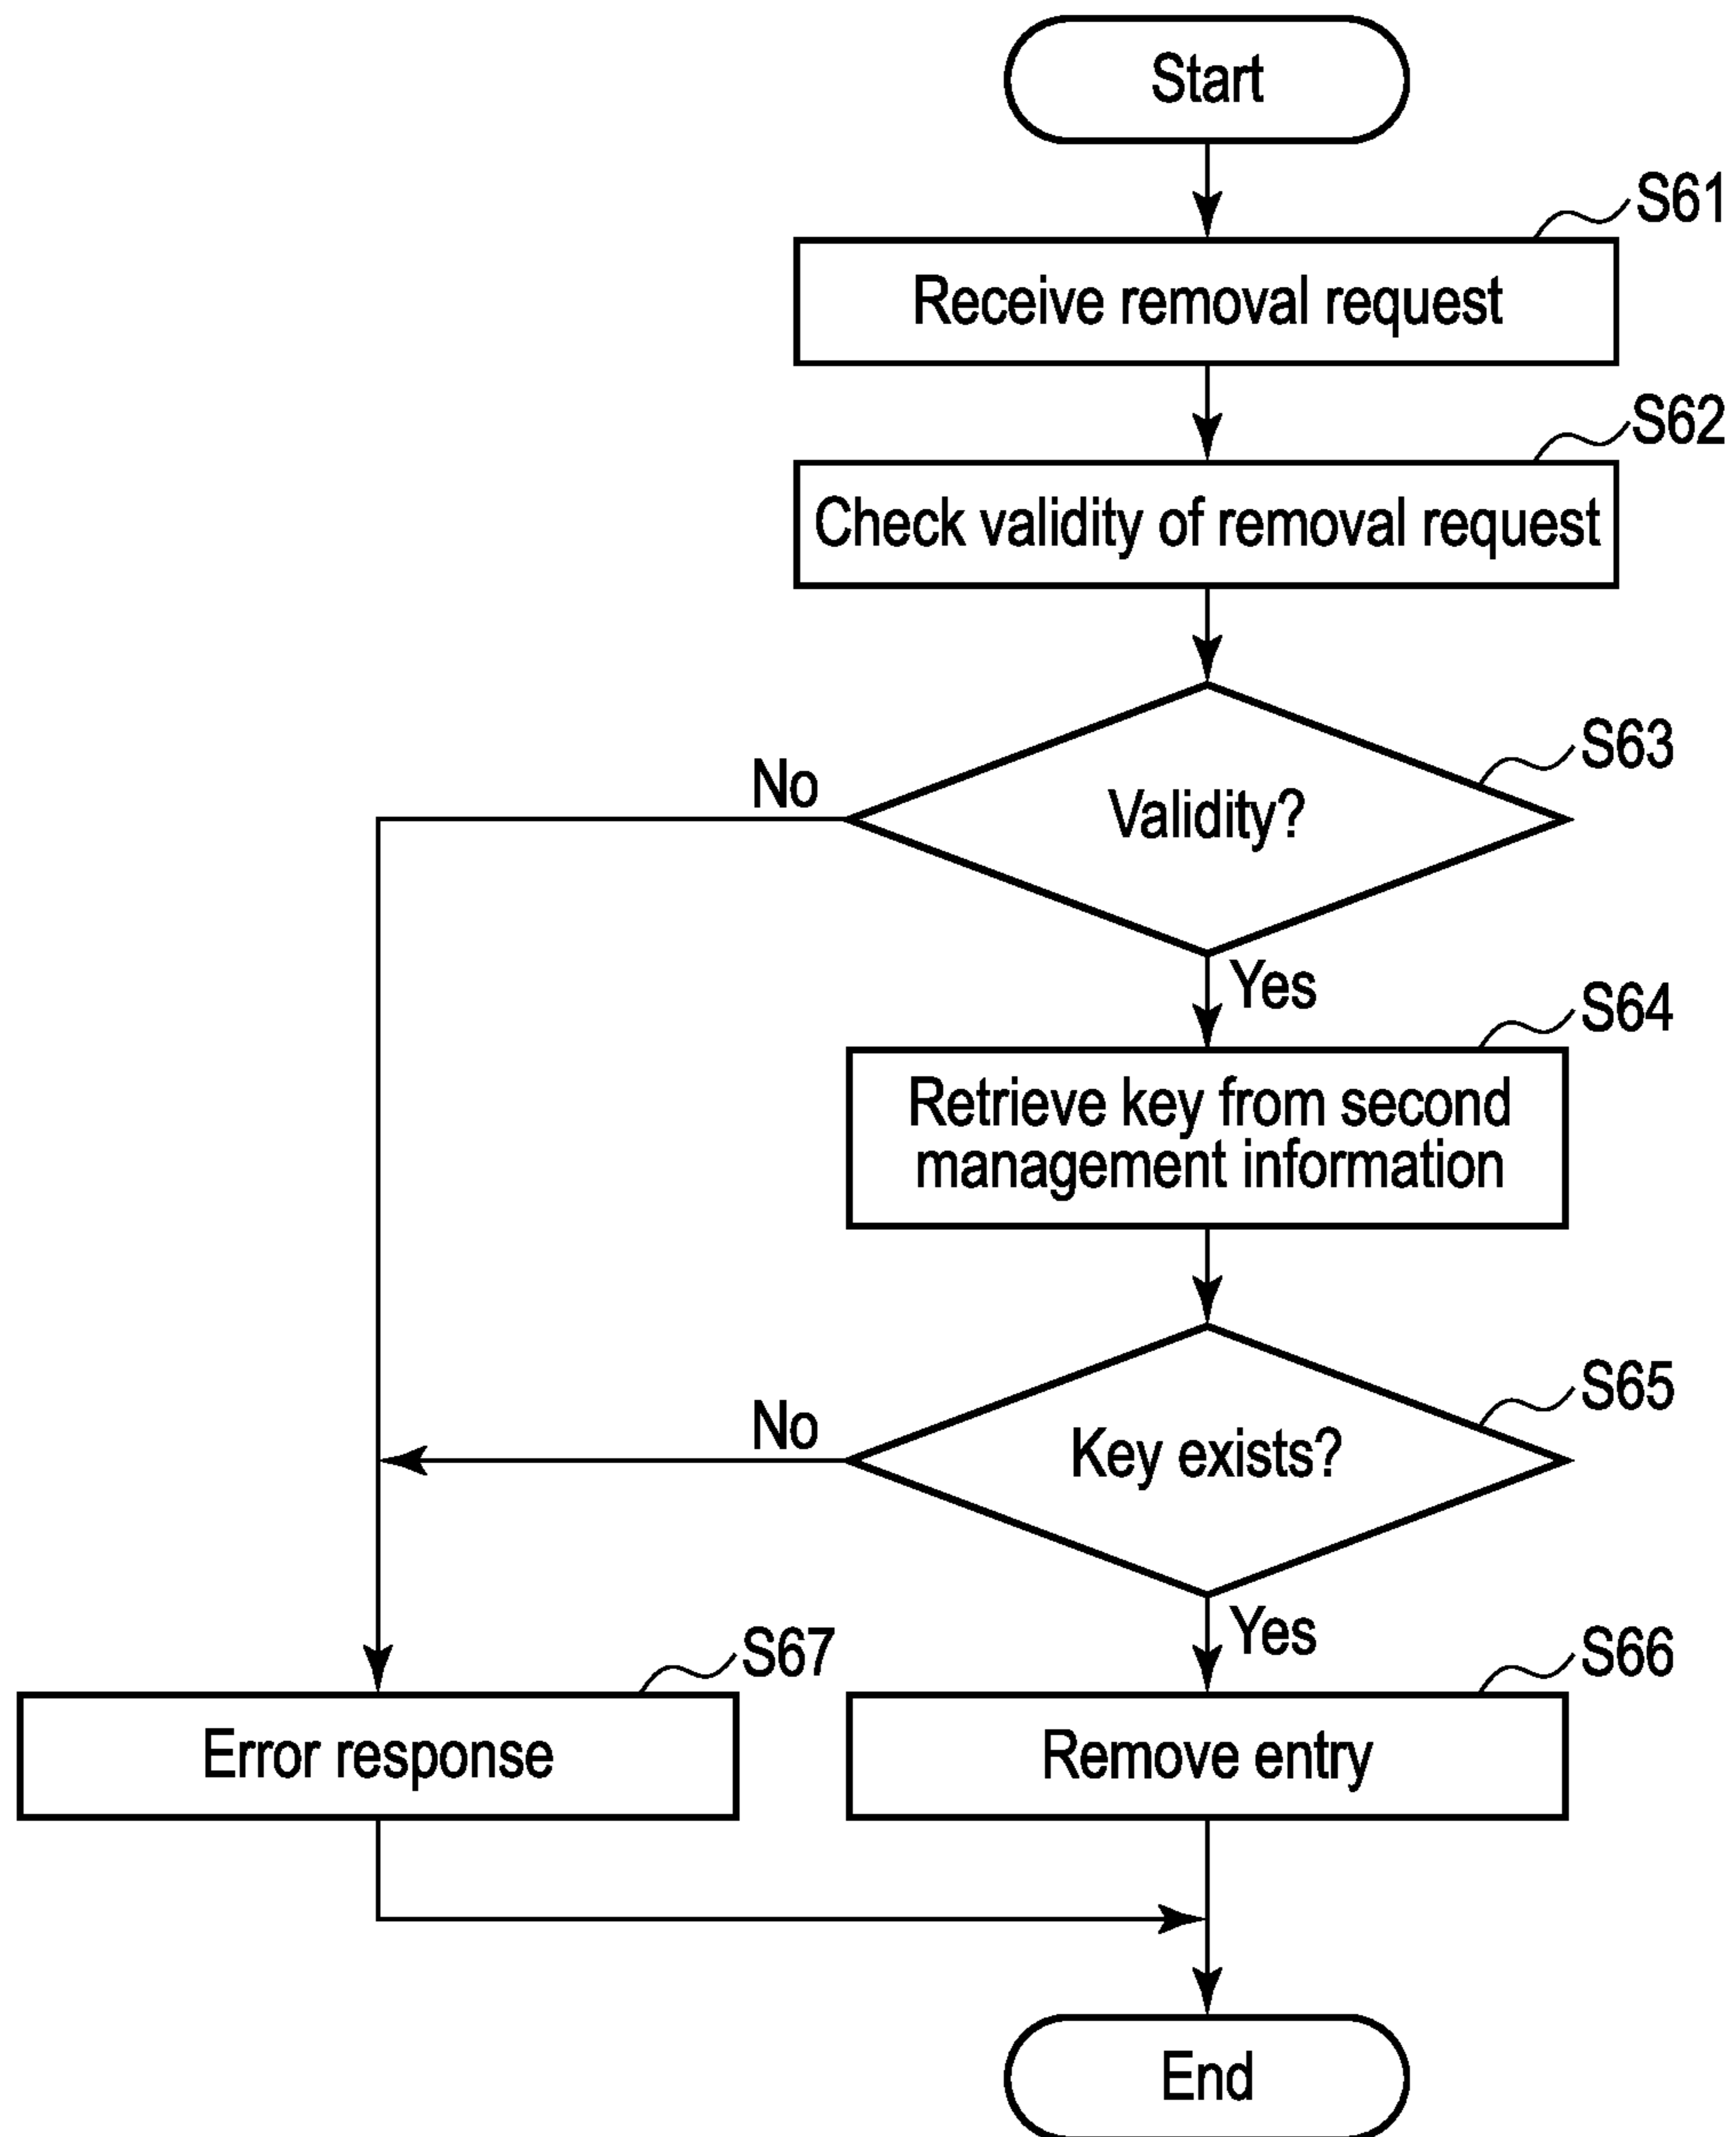 Start
S61
Receive removal request
S62
Check validity of removal request
S63
No
Validity?
Yes
S64
Retrieve key from second
management information
S65
No
Key exists?
Yes
S67
S66
Error response
Remove entry
End